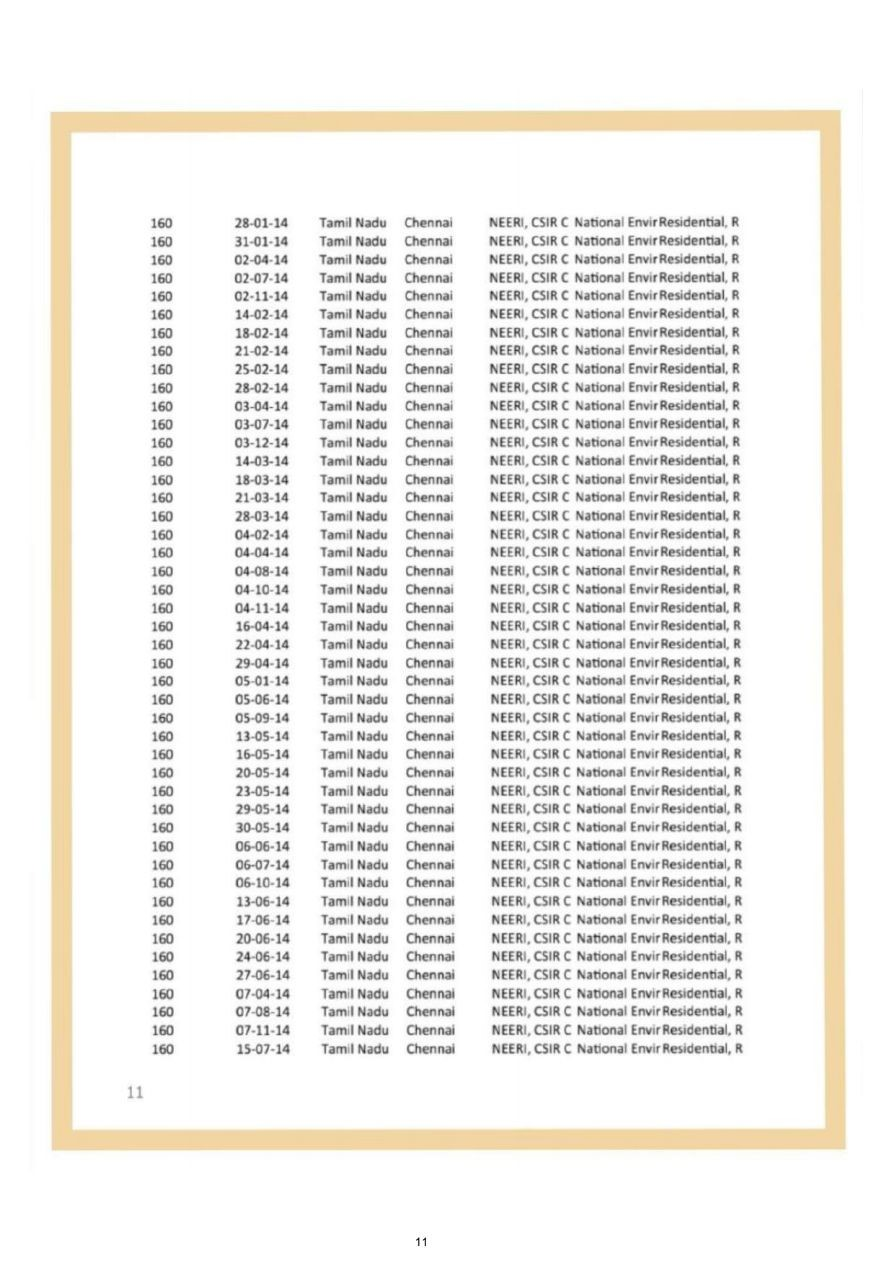 160 28-01-14 Tamil Nadu Chennai NEERI, CSIR C National Envir Residential, R
160 31-01-14 Tamil Nadu Chennai NEERI, CSIR C National Envir Residential, R
160 02-04-14 Tamil Nadu Chennai NEERI, CSIR C National Envir Residential, R
160 02-07-14 Tamil Nadu Chennai NEERI, CSIR C National Envir Residential, R
160 02-11-14 Tamil Nadu Chennai NEERI, CSIR C National Envir Residential, R
160 14-02-14 Tamil Nadu Chennai NEERI, CSIR C National Envir Residential, R
160 18-02-14 Tamil Nadu Chennai NEERI, CSIR C National Envir Residential, R
160 21-02-14 Tamil Nadu Chennai NEERI, CSIR C National Envir Residential, R
160 25-02-14 Tamil Nadu Chennai NEERI, CSIR C National Envir Residential, R
160 28-02-14 Tamil Nadu Chennai NEERI, CSIR C National Envir Residential, R
160 03-04-14 Tamil Nadu Chennai NEERI, CSIR C National Envir Residential, R
160 03-07-14 Tamil Nadu Chennai NEERI, CSIR C National Envir Residential, R
160 03-12-14 Tamil Nadu Chennai NEERI, CSIR C National Envir Residential, R
160 14-03-14 Tamil Nadu Chennai NEERI, CSIR C National Envir Residential, R
160 18-03-14 Tamil Nadu Chennai NEERI, CSIR C National Envir Residential, R
160 21-03-14 Tamil Nadu Chennai NEERI, CSIR C National Envir Residential, R
160 28-03-14 Tamil Nadu Chennai NEERI, CSIR C National Envir Residential, R
160 04-02-14 Tamil Nadu Chennai NEERI, CSIR C National Envir Residential, R
160 04-04-14 Tamil Nadu Chennai NEERI, CSIR C National Envir Residential, R
160 04-08-14 Tamil Nadu Chennai NEERI, CSIR C National Envir Residential, R
160 04-10-14 Tamil Nadu Chennai NEERI, CSIR C National Envir Residential, R
160 04-11-14 Tamil Nadu Chennai NEERI, CSIR C National Envir Residential, R
160 16-04-14 Tamil Nadu Chennai NEERI, CSIR C National Envir Residential, R
160 22-04-14 Tamil Nadu Chennai NEERI, CSIR C National Envir Residential, R
160 29-04-14 Tamil Nadu Chennai NEERI, CSIR C National Envir Residential, R
160 05-01-14 Tamil Nadu Chennai NEERI, CSIR C National Envir Residential, R
160 05-06-14 Tamil Nadu Chennai NEERI, CSIR C National Envir Residential, R
160 05-09-14 Tamil Nadu Chennai NEERI, CSIR C National Envir Residential, R
160 13-05-14 Tamil Nadu Chennai NEERI, CSIR C National Envir Residential, R
160 16-05-14 Tamil Nadu Chennai NEERI, CSIR C National Envir Residential, R
160 20-05-14 Tamil Nadu Chennai NEERI, CSIR C National Envir Residential, R
160 23-05-14 Tamil Nadu Chennai NEERI, CSIR C National Envir Residential, R
160 29-05-14 Tamil Nadu Chennai NEERI, CSIR C National Envir Residential, R
160 30-05-14 Tamil Nadu Chennai NEERI, CSIR C National Envir Residential, R
160 06-06-14 Tamil Nadu Chennai NEERI, CSIR C National Envir Residential, R
160 06-07-14 Tamil Nadu Chennai NEERI, CSIR C National Envir Residential, R
160 06-10-14 Tamil Nadu Chennai NEERI, CSIR C National Envir Residential, R
160 13-06-14 Tamil Nadu Chennai NEERI, CSIR C National Envir Residential, R
160 17-06-14 Tamil Nadu Chennai NEERI, CSIR C National Envir Residential, R
160 20-06-14 Tamil Nadu Chennai NEERI, CSIR C National Envir Residential, R
160 24-06-14 Tamil Nadu Chennai NEERI, CSIR C National Envir Residential, R
160 27-06-14 Tamil Nadu Chennai NEERI, CSIR C National Envir Residential, R
160 07-04-14 Tamil Nadu Chennai NEERI, CSIR C National Envir Residential, R
160 07-08-14 Tamil Nadu Chennai NEERI, CSIR C National Envir Residential, R
160 07-11-14 Tamil Nadu Chennai NEERI, CSIR C National Envir Residential, R
160 15-07-14 Tamil Nadu Chennai NEERI, CSIR C National Envir Residential, R
11
11